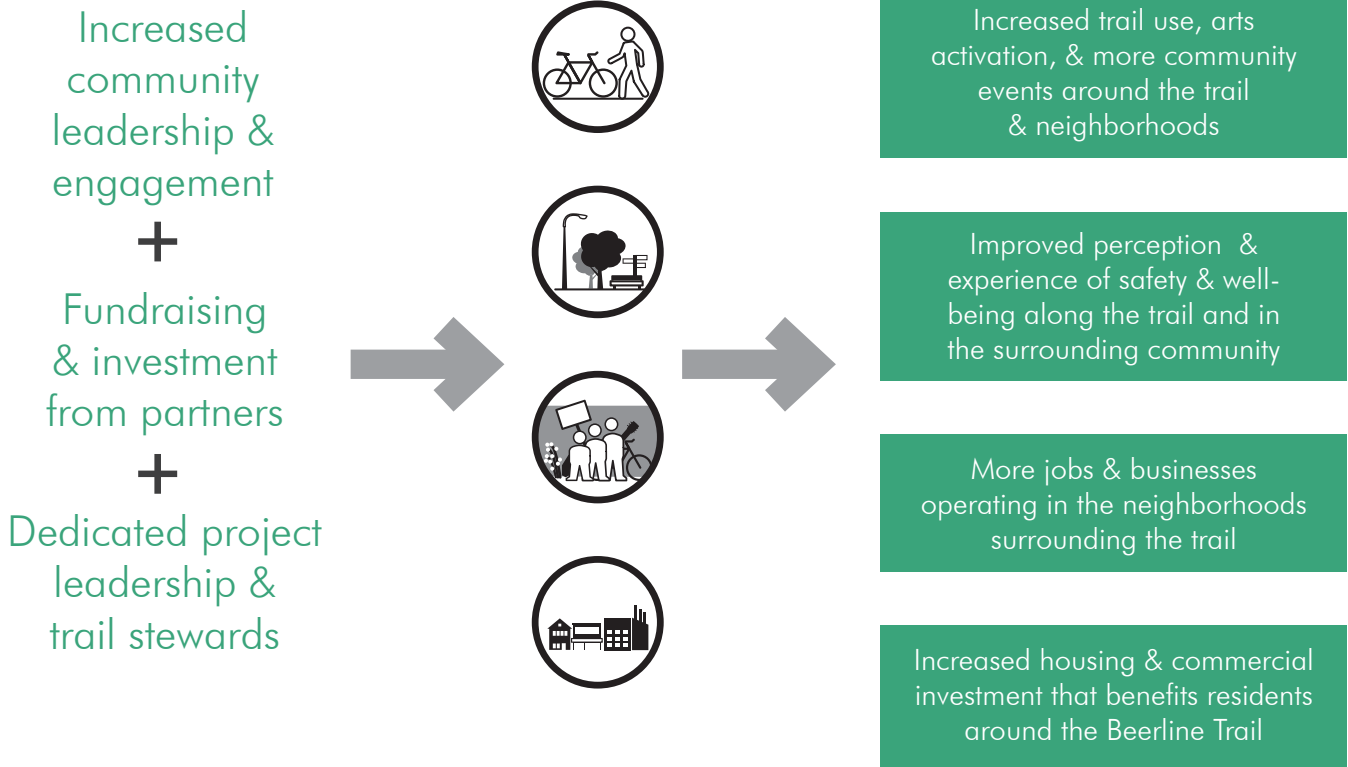 Increased
community
leadership &
engagement
+
Fundraising
& investment
from partners
+
Dedicated project
leadership &
trail stewards
Increased trail use, arts
activation, & more community
events around the trail
& neighborhoods
Improved perception &
experience of safety & well-
being along the trail and in
the surrounding community
More jobs & businesses
operating in the neighborhoods
surrounding the trail
Increased housing & commercial
investment that benefits residents
around the Beerline Trail